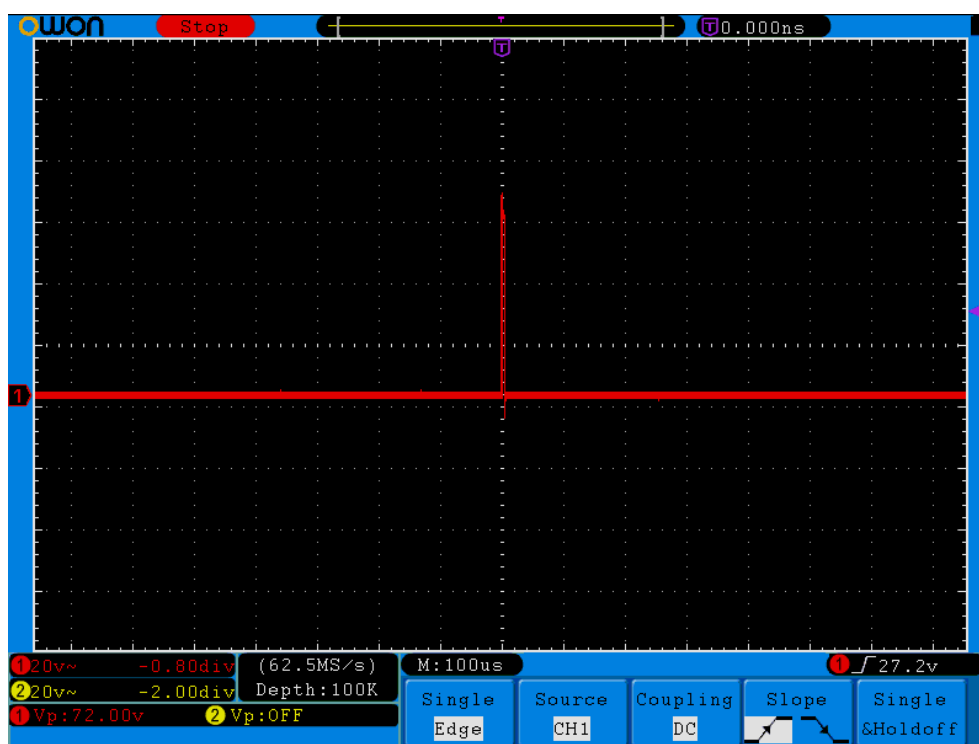 OWON Stop T 0.000ns
T
1
1 20v~ -0.80div (62.5MS/s) M:100us 1 27.2v
2 20v~ -2.00div Depth:100K
1 Vp:72.00v 2 Vp:OFF
Single Source Coupling Slope Single
Edge CH1 DC &Holdoff